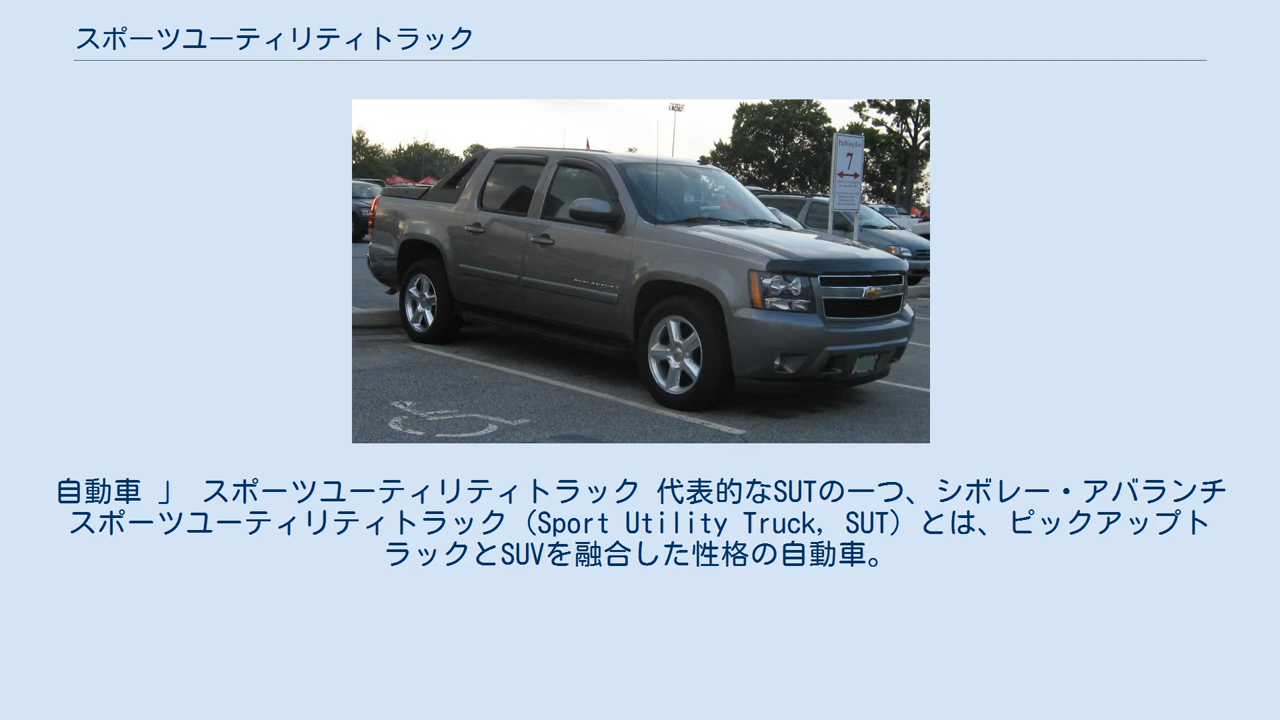 スポーツユーティリティトラック
Parking Lot
7
自動車 」 スポーツユーティリティトラック 代表的なSUTの一つ、シボレー・アバランチ
スポーツユーティリティトラック（Sport Utility Truck, SUT）とは、ピックアップト
ラックとSUVを融合した性格の自動車。